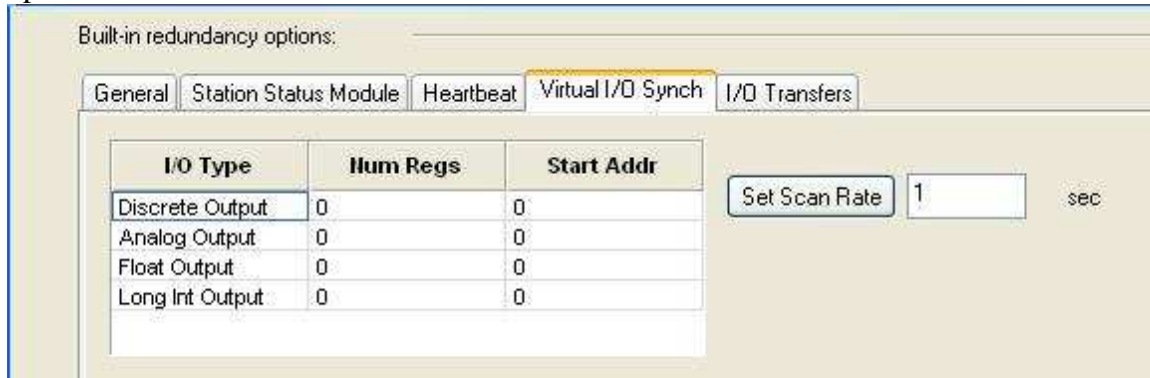 Built-in redundancy options:
General Station Status Module Heartbeat Virtual I/O Synch I/O Transfers
I/O Type Num Regs Start Addr
Discrete Output 0 0
Analog Output 0 0
Float Output 0 0
Long Int Output 0 0
Set Scan Rate 1 sec